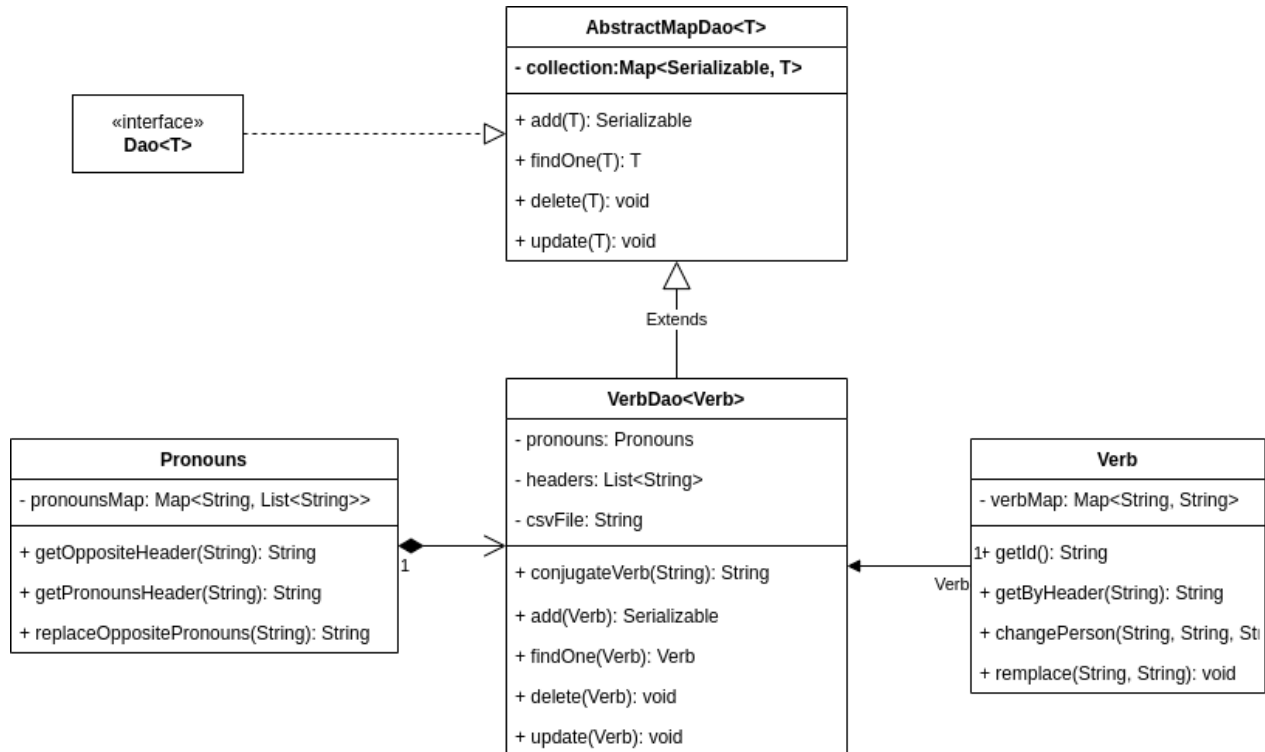 AbstractMapDao<T>
- collection:Map<Serializable, T>
+ add(T): Serializable
+ findOne(T): T
+ delete(T): void
+ update(T): void
«interface»
Dao<T>
Extends
VerbDao<Verb>
- pronouns: Pronouns
- headers: List<String>
- csvFile: String
+ conjugateVerb(String): String
+ add(Verb): Serializable
+ findOne(Verb): Verb
+ delete(Verb): void
+ update(Verb): void
Pronouns
- pronounsMap: Map<String, List<String>>
+ getOppositeHeader(String): String
+ getPronounsHeader(String): String
+ replaceOppositePronouns(String): String
1
Verb
- verbMap: Map<String, String>
+ getId(): String
+ getByHeader(String): String
+ changePerson(String, String,
+ remplace(String, String): void
1
Verb